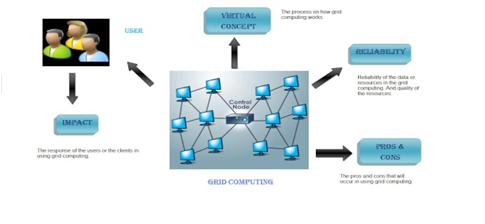 USER
VIRTUAL
CONCEPT
The process on how grid
computing works.
RELIABILITY
Reliability of the data or
resources in the grid
computing. And quality of
the resources.
Control
Node
IMPACT
The response of the users or the clients in
using grid computing.
PROS &
CONS
The pros and cons that will
occur in using grid computing.
GRID COMPUTING